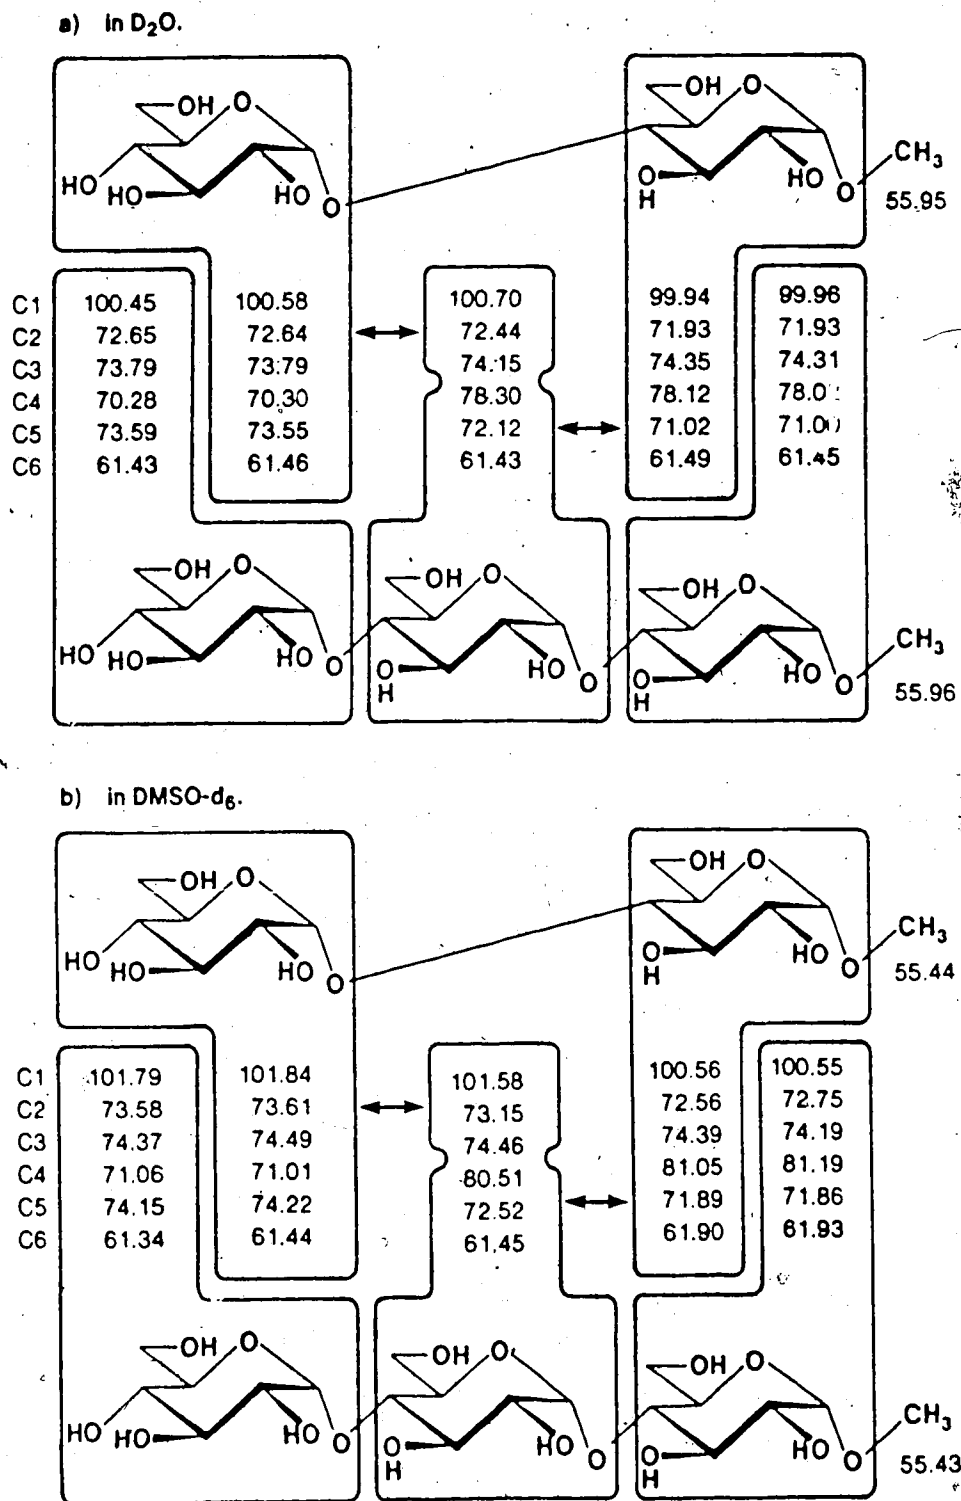 a) in D₂O.
OH O OH O
HO HO HO O O H HO O CH₃
55.95
C1 100.45 100.58 100.70 99.94 99.96
C2 72.65 72.64 72.44 71.93 71.93
C3 73.79 73.79 74.15 74.35 74.31
C4 70.28 70.30 78.30 78.12
C5 73.59 73.55 72.12 71.02
C6 61.43 61.46 61.43 61.49 61.45
OH O OH O OH O
HO HO HO O O H HO O O H HO O CH₃
55.96
b) in DMSO-d₆.
OH O OH O
HO HO HO O O H HO O CH₃
55.44
C1 101.79 101.84 101.58 100.56 100.55
C2 73.58 73.61 73.15 72.56 72.75
C3 74.37 74.49 74.46 74.39 74.19
C4 71.06 71.01 80.51 81.05 81.19
C5 74.15 74.22 72.52 71.89 71.86
C6 61.34 61.44 61.45 61.90 61.93
OH O OH O OH O
HO HO HO O O H HO O O H HO O CH₃
55.43